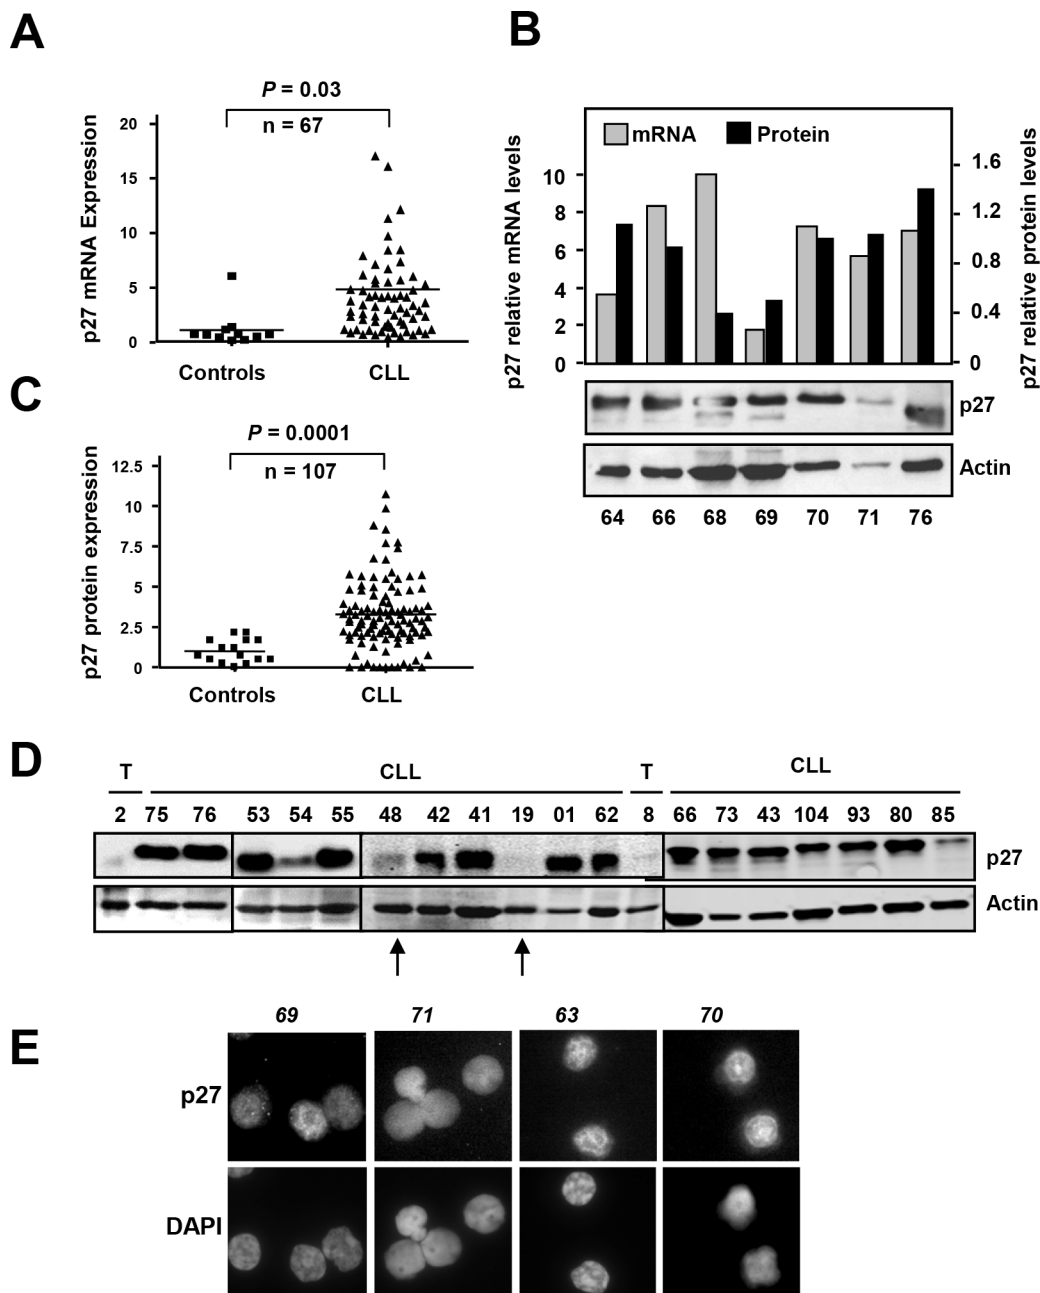 A
P = 0.03
n = 67
p27 mRNA Expression
20
15
10
5
0
Controls CLL
B
mRNA Protein
p27 relative mRNA levels
10
8
6
4
2
0
1.6
1.2
0.8
0.4
0
p27 relative protein levels
p27
Actin
64 66 68 69 70 71 76
C
P = 0.0001
n = 107
p27 protein expression
12.5
10
7.5
5
2.5
0
Controls CLL
D
T CLL T CLL
2 75 76 53 54 55 48 42 41 19 01 62 8 66 73 43 104 93 80 85
p27
Actin
E
69 71 63 70
p27
DAPI